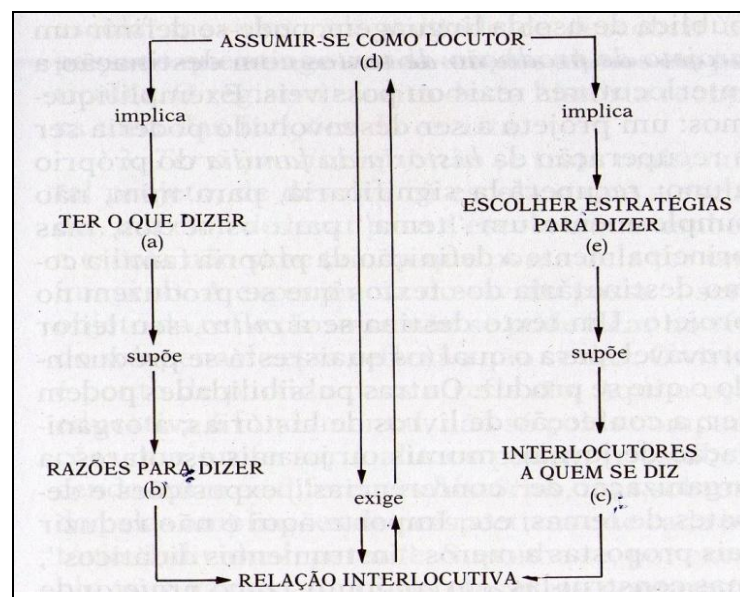 ASSUMIR-SE COMO LOCUTOR
(d)
implica
implica
TER O QUE DIZER
(a)
ESCOLHER ESTRATÉGIAS
PARA DIZER
(e)
supõe
supõe
RAZÕES PARA DIZER
(b)
INTERLOCUTORES
A QUEM SE DIZ
(c)
exige
RELAÇÃO INTERLOCUTIVA